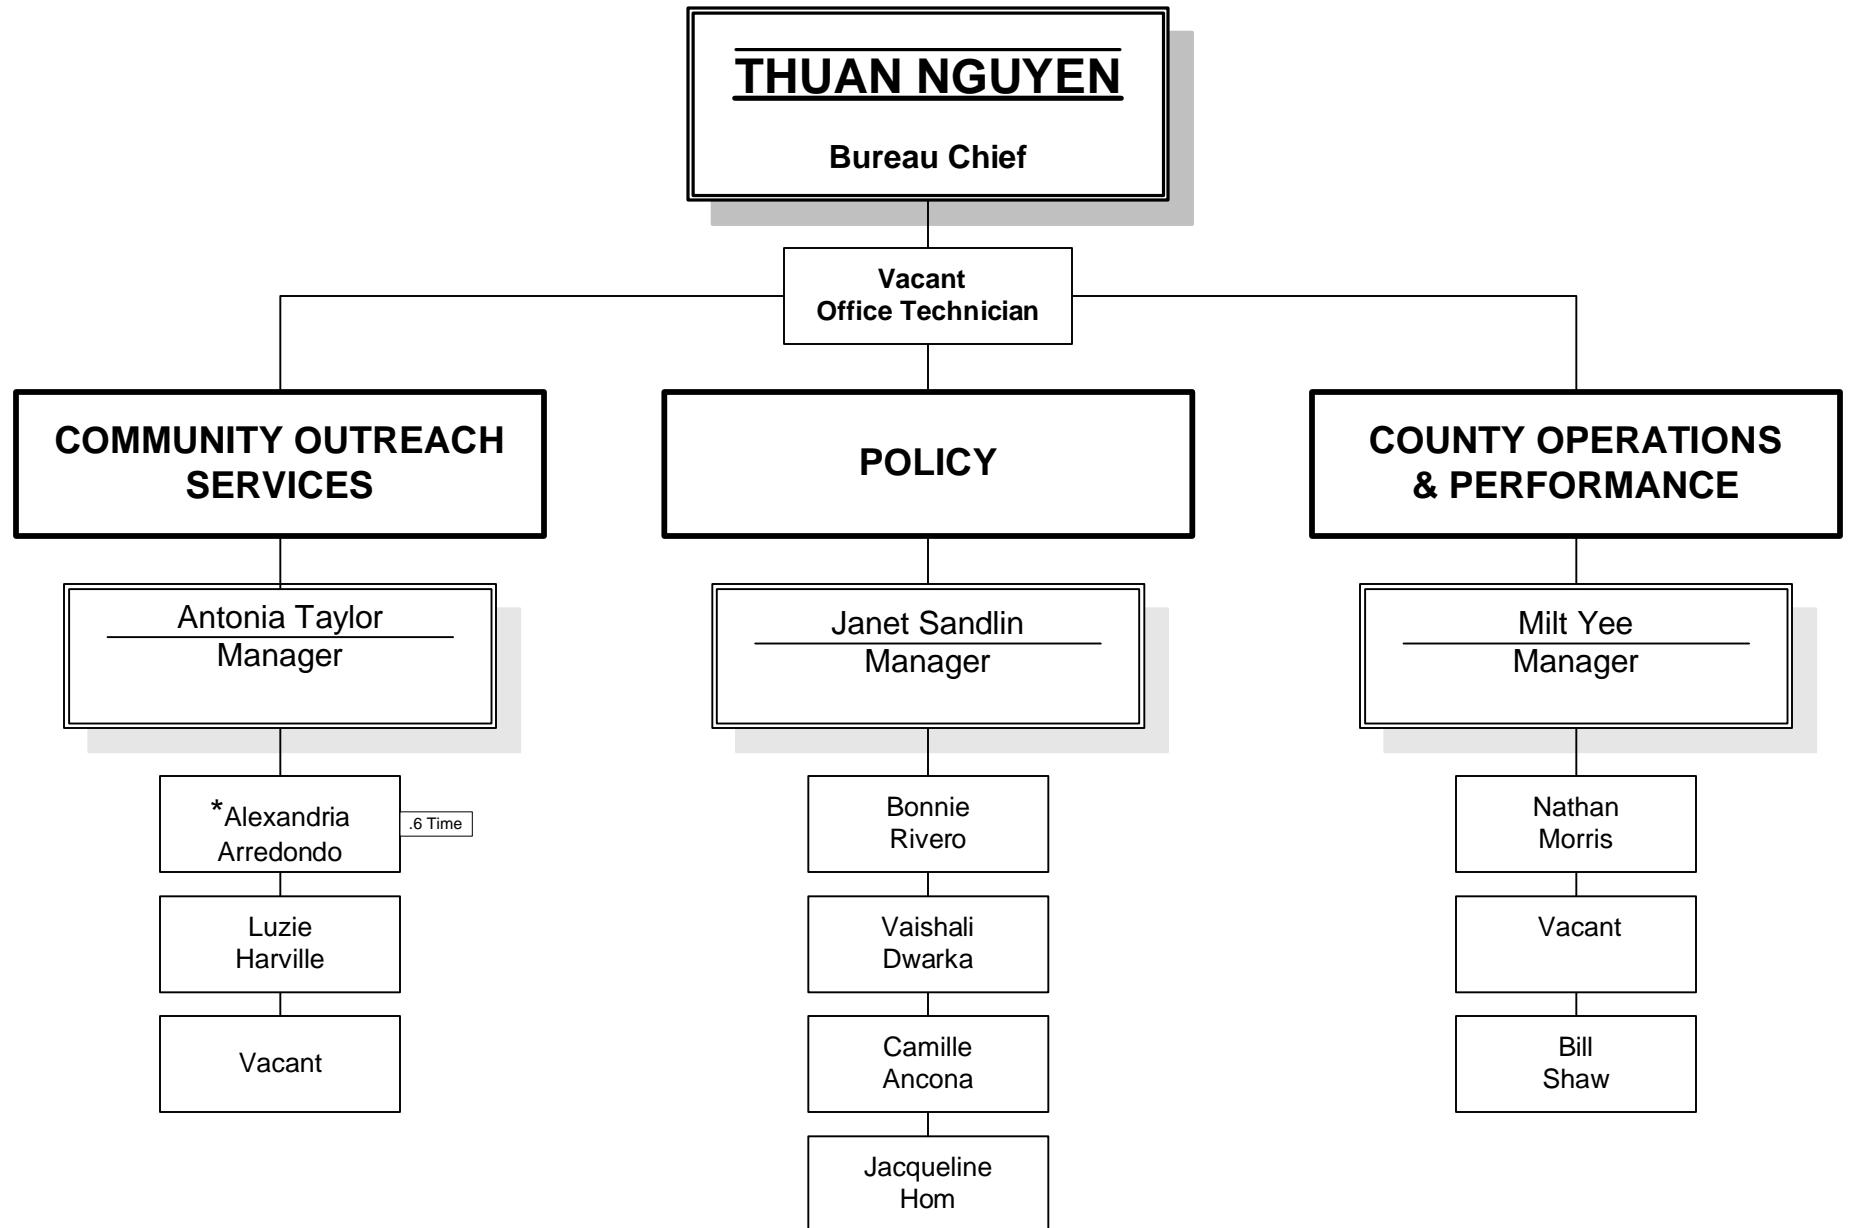 THUAN NGUYEN
Bureau Chief
Vacant
Office Technician
COMMUNITY OUTREACH
SERVICES
Antonia Taylor
Manager
*Alexandria
Arredondo
.6 Time
Luzie
Harville
Vacant
POLICY
Janet Sandlin
Manager
Bonnie
Rivero
Vaishali
Dwarka
Camille
Ancona
Jacqueline
Hom
COUNTY OPERATIONS
& PERFORMANCE
Milt Yee
Manager
Nathan
Morris
Vacant
Bill
Shaw